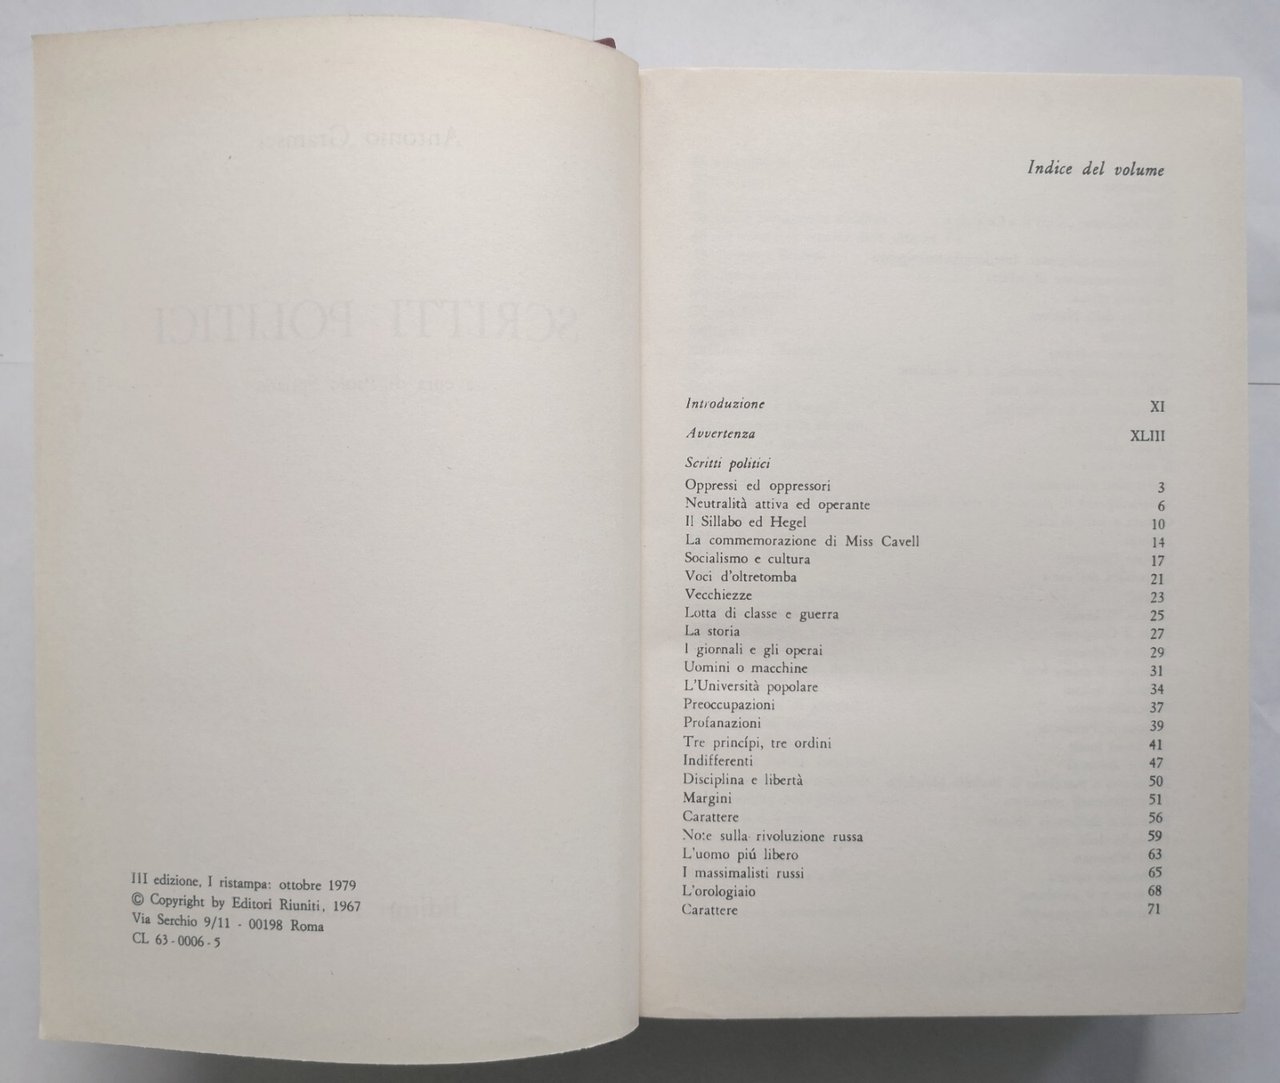 III edizione, I ristampa: ottobre 1979
© Copyright by Editori Riuniti, 1967
Via Serchio 9/11 - 00198 Roma
CL 63-0006-5
Indice del volume
Introduzione XI
Avvertenza XLIII
Scritti politici
Oppressi ed oppressori 3
Neutralità attiva ed operante 6
Il Sillabo ed Hegel 10
La commemorazione di Miss Cavell 14
Socialismo e cultura 17
Voci d'oltretomba 21
Vecchiezze 23
Lotta di classe e guerra 25
La storia 27
I giornali e gli operai 29
Uomini o macchine 31
L'Università popolare 34
Preoccupazioni 37
Profanazioni 39
Tre princípi, tre ordini 41
Indifferenti 47
Disciplina e libertà 50
Margini 51
Carattere 56
Note sulla rivoluzione russa 59
L'uomo piú libero 63
I massimalisti russi 65
L'orologiaio 68
Carattere 71